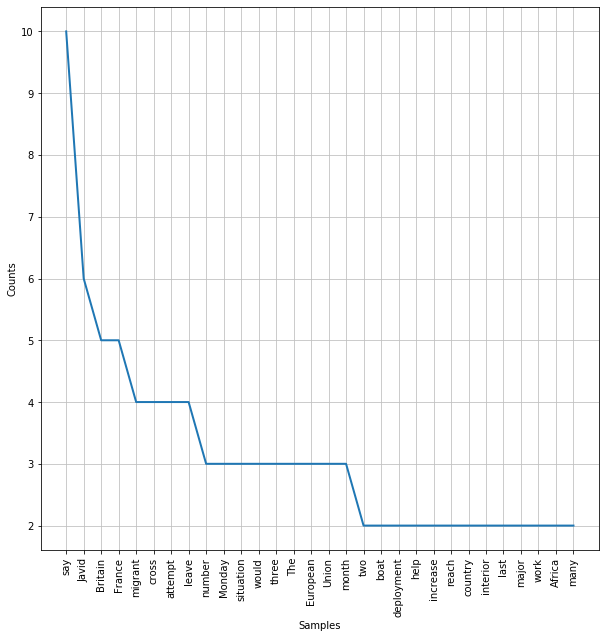 10
9
8
7
6
5
4
3
2
Counts
say
Javid
Britain
France
migrant
cross
attempt
leave
number
Monday
situation
would
three
The
European
Union
month
two
boat
deployment
help
increase
reach
country
interior
last
major
work
Africa
many
Samples